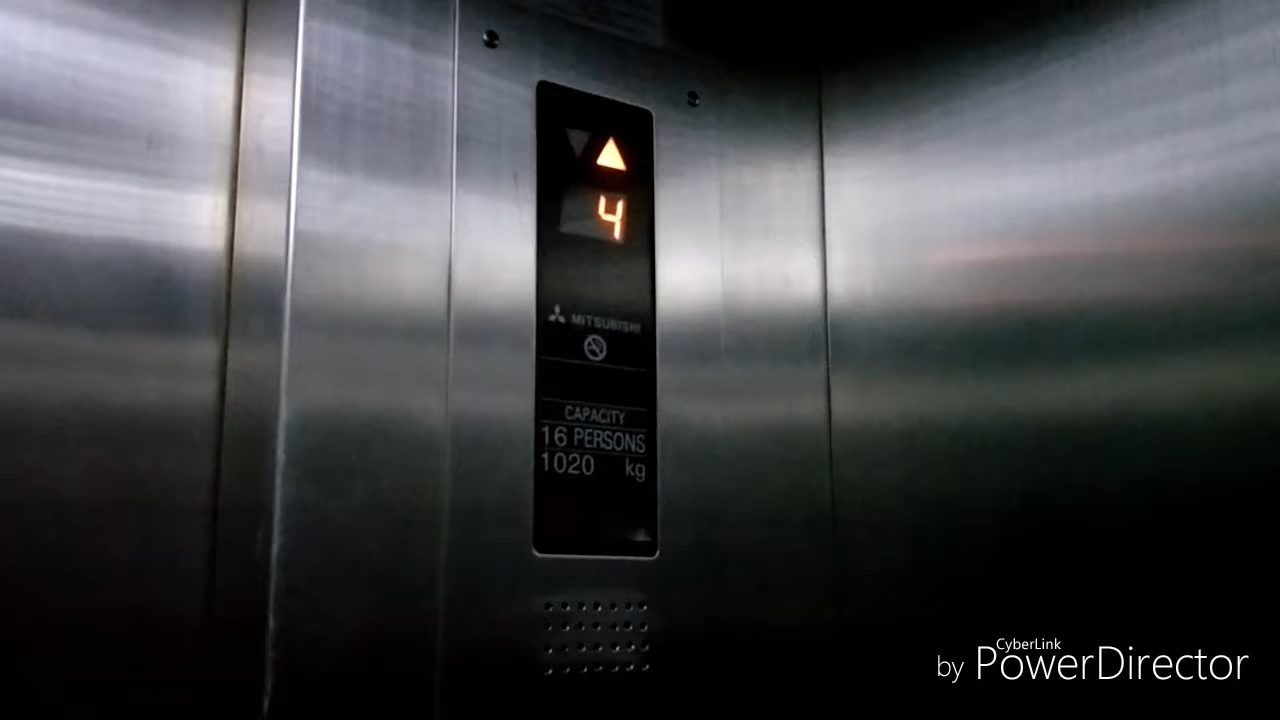 4
MITSUBISHI
CAPACITY
16 PERSONS
1020 kg
CyberLink
by PowerDirector